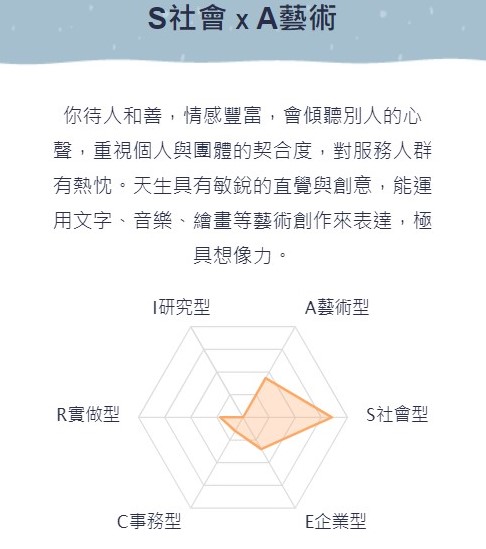 S社會 x A藝術
你待人和善，情感豐富，會傾聽別人的心
聲，重視個人與團體的契合度，對服務人群
有熱忱。天生具有敏銳的直覺與創意，能運
用文字、音樂、繪畫等藝術創作來表達，極
具想像力。
I研究型
A藝術型
R實做型
S社會型
C事務型
E企業型